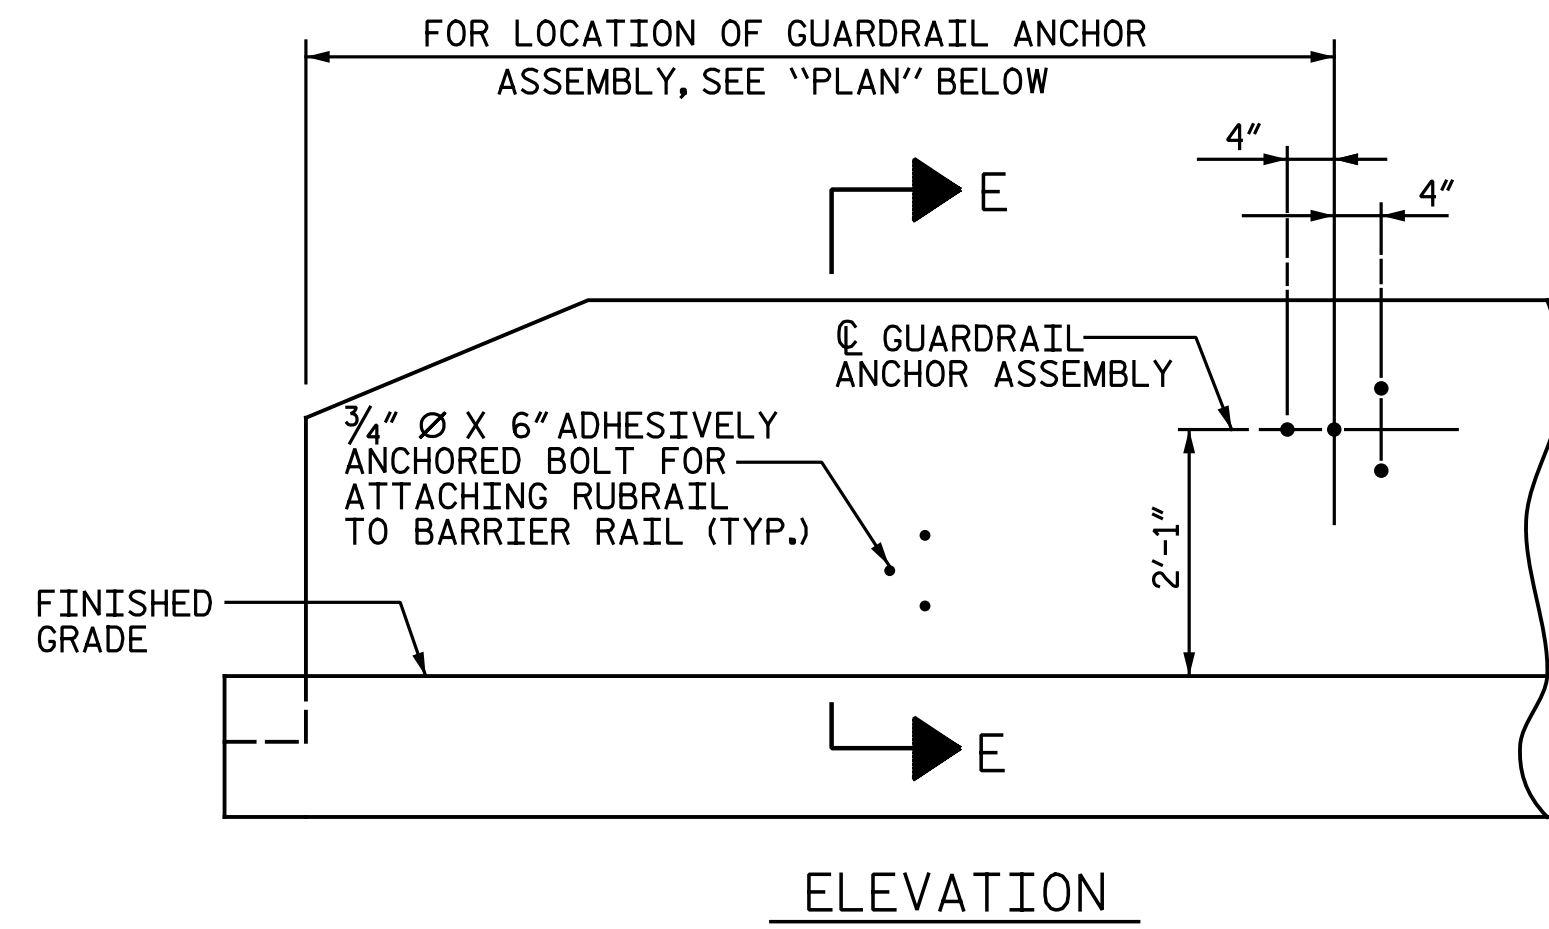 FOR LOCATION OF GUARDRAIL ANCHOR
ASSEMBLY, SEE "PLAN" BELOW
4"
4"
E
℄ GUARDRAIL
ANCHOR ASSEMBLY
3/4" Ø X 6" ADHESIVELY
ANCHORED BOLT FOR
ATTACHING RUBRAIL
TO BARRIER RAIL (TYP.)
2'-1"
FINISHED
GRADE
E
ELEVATION